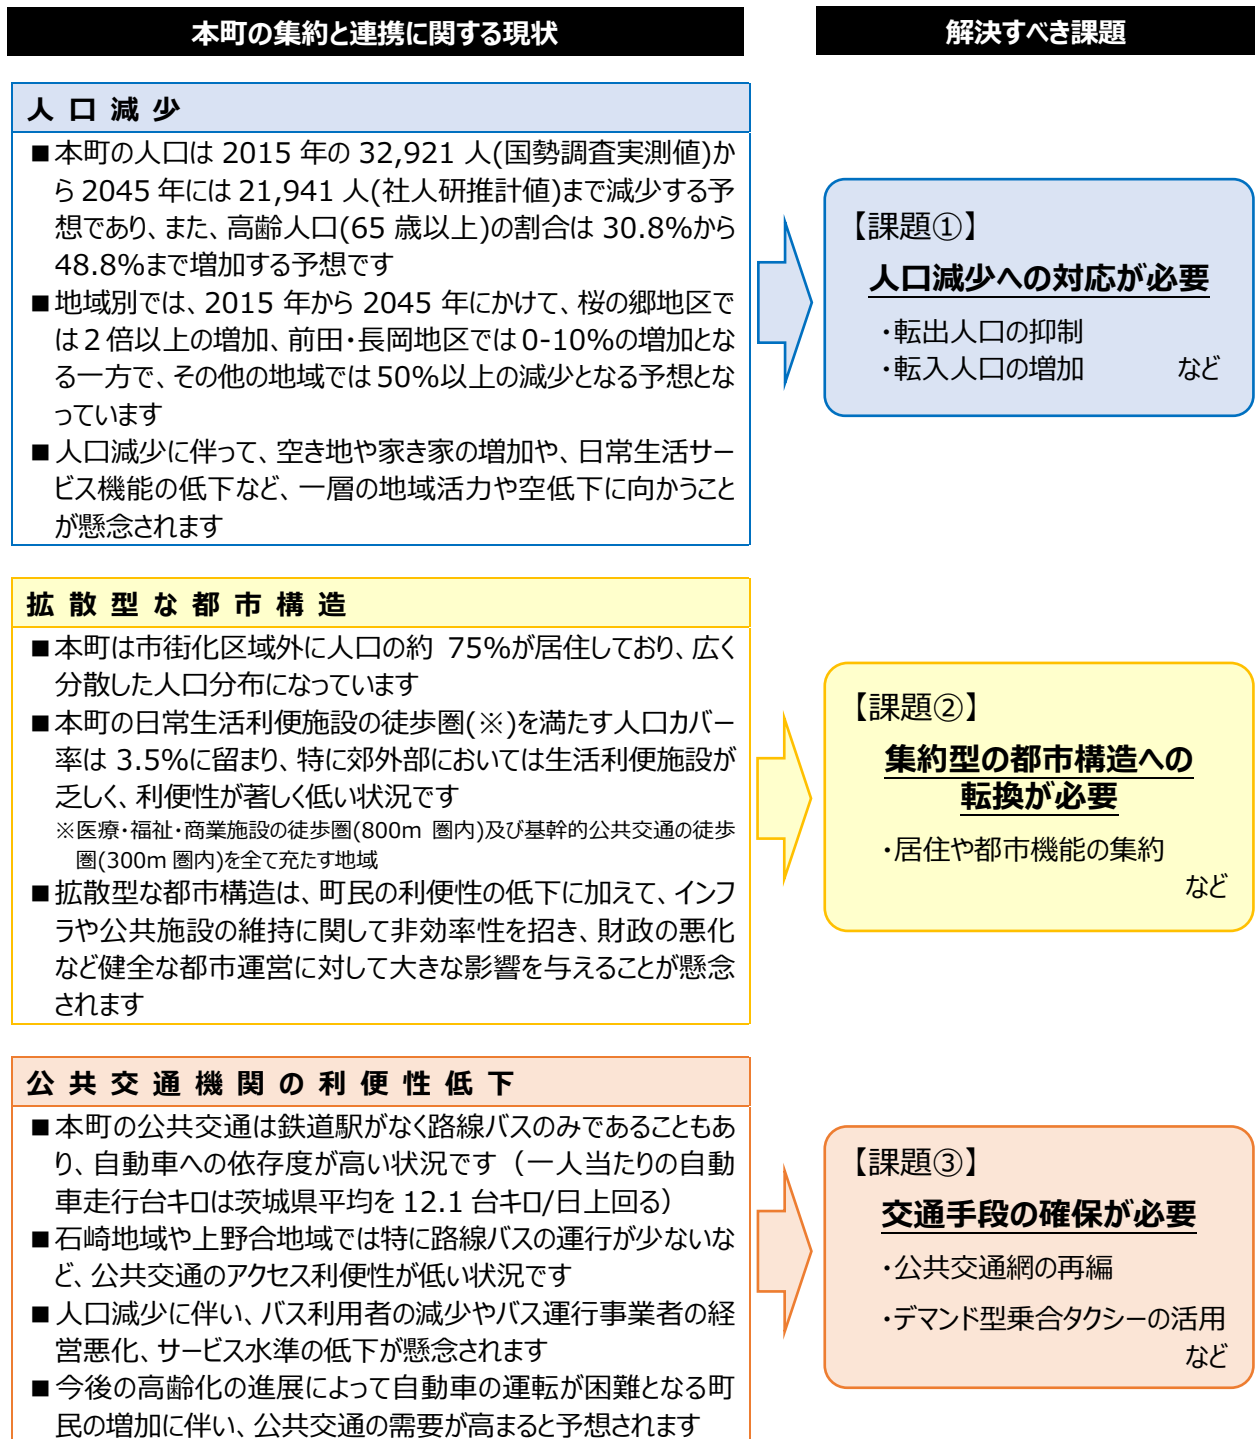 本町の集約と連携に関する現状
解決すべき課題
人口減少
■本町の人口は 2015 年の 32,921 人(国勢調査実測値)か
ら 2045 年には 21,941 人(社人研推計値)まで減少する予
想であり、また、高齢人口(65 歳以上)の割合は 30.8%から
48.8%まで増加する予想です
■地域別では、2015 年から 2045 年にかけて、桜の郷地区で
は２倍以上の増加、前田・長岡地区では 0-10%の増加とな
る一方で、その他の地域では 50%以上の減少となる予想とな
っています
■人口減少に伴って、空き地や家き家の増加や、日常生活サー
ビス機能の低下など、一層の地域活力や空低下に向かうこと
が懸念されます
【課題①】
人口減少への対応が必要
・転出人口の抑制
・転入人口の増加 など
拡散型な都市構造
■本町は市街化区域外に人口の約 75%が居住しており、広く
分散した人口分布になっています
■本町の日常生活利便施設の徒歩圏(※)を満たす人口カバー
率は 3.5%に留まり、特に郊外部においては生活利便施設が
乏しく、利便性が著しく低い状況です
※医療・福祉・商業施設の徒歩圏(800m 圏内)及び基幹的公共交通の徒歩
圏(300m 圏内)を全て充たす地域
■拡散型な都市構造は、町民の利便性の低下に加えて、インフ
ラや公共施設の維持に関して非効率性を招き、財政の悪化
など健全な都市運営に対して大きな影響を与えることが懸念
されます
【課題②】
集約型の都市構造への
転換が必要
・居住や都市機能の集約
など
公共交通機関の利便性低下
■本町の公共交通は鉄道駅がなく路線バスのみであることもあ
り、自動車への依存度が高い状況です（一人当たりの自動
車走行台キロは茨城県平均を 12.1 台キロ/日上回る）
■石崎地域や上野合地域では特に路線バスの運行が少ないな
ど、公共交通のアクセス利便性が低い状況です
■人口減少に伴い、バス利用者の減少やバス運行事業者の経
営悪化、サービス水準の低下が懸念されます
■今後の高齢化の進展によって自動車の運転が困難となる町
民の増加に伴い、公共交通の需要が高まると予想されます
【課題③】
交通手段の確保が必要
・公共交通網の再編
・デマンド型乗合タクシーの活用
など